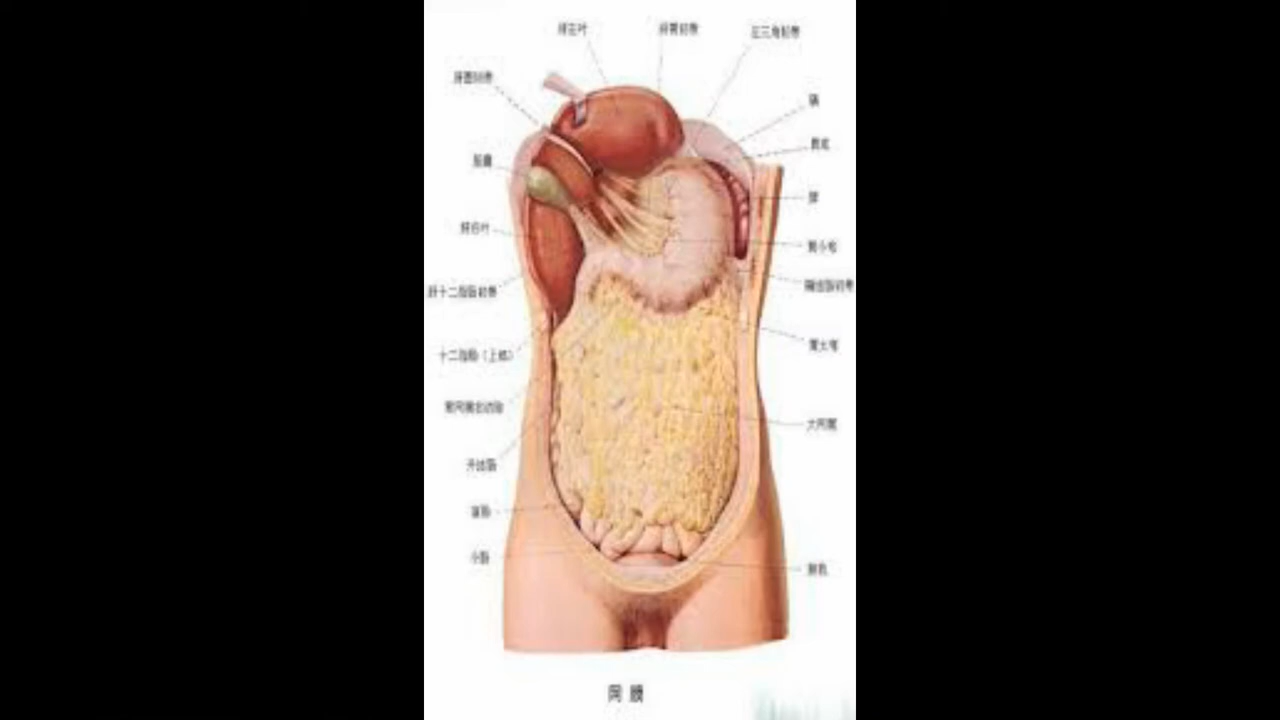 肝左叶
肝胃韧带
左三角韧带
肝圆韧带
膈
胃底
胆囊
脾
肝右叶
胃小弯
肝十二指肠韧带
膈结肠韧带
胃大弯
十二指肠（上部）
大网膜
升结肠
盲肠
小肠
膀胱
网膜